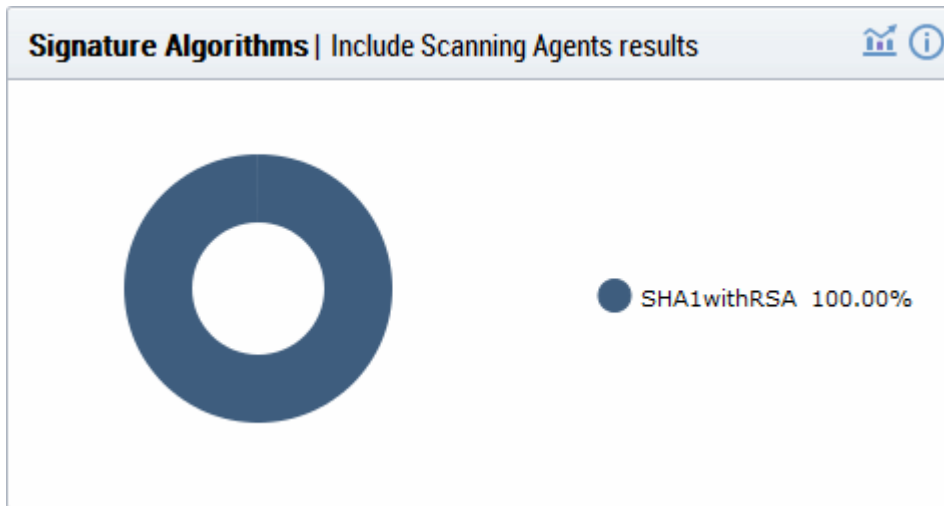 Signature Algorithms | Include Scanning Agents results
SHA1withRSA 100.00%